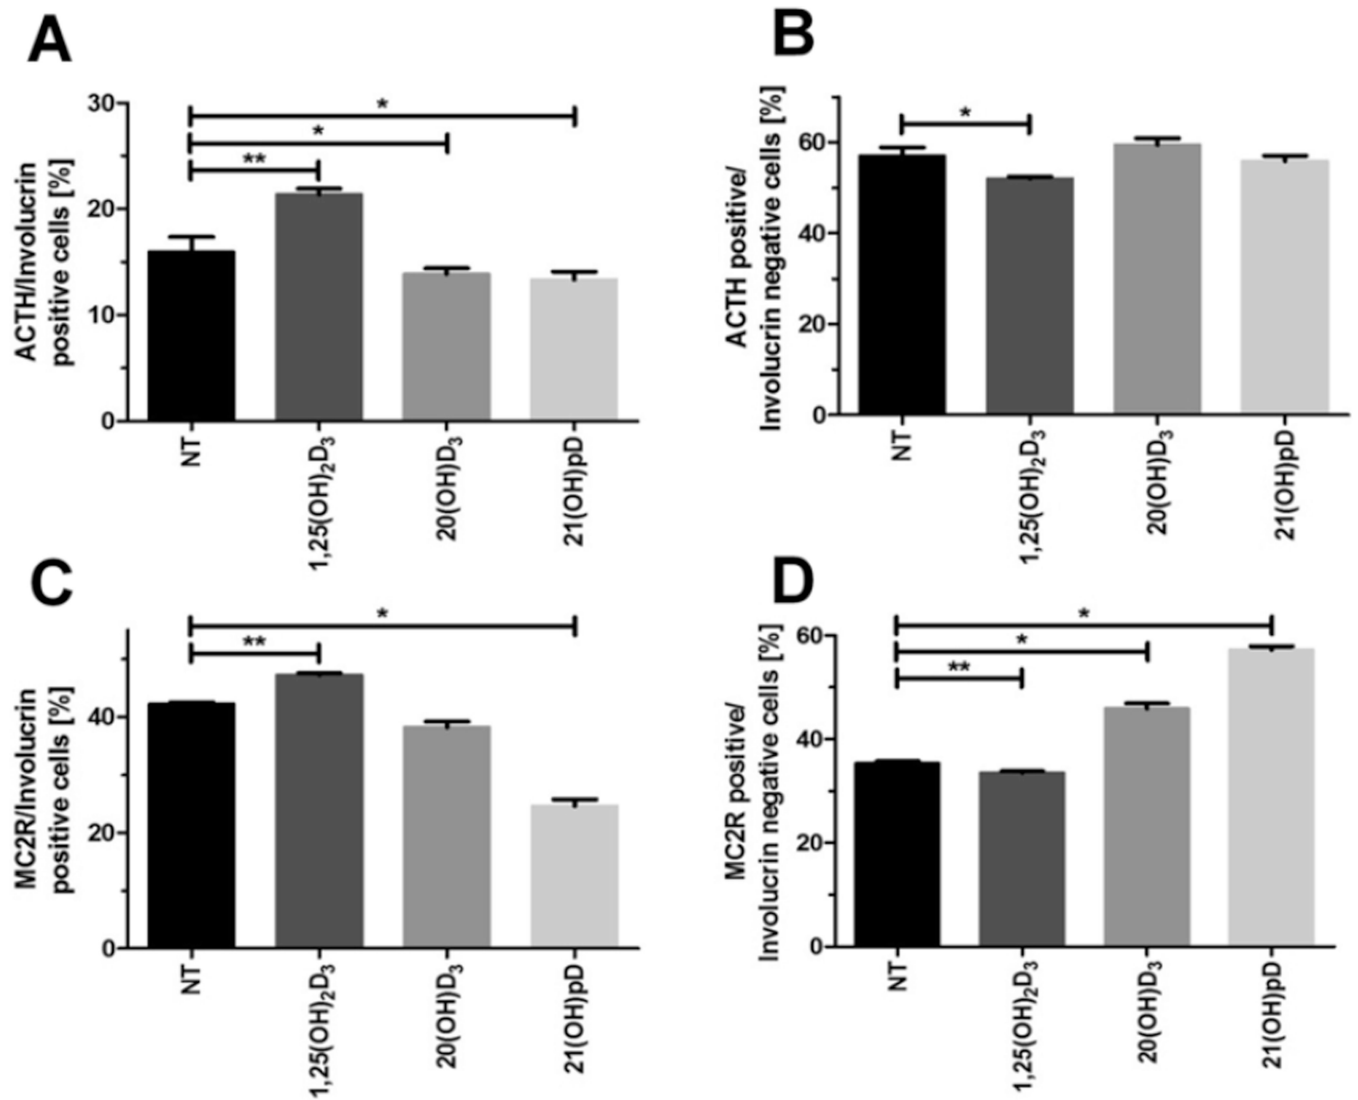 A
ACTH/Involucrin
positive cells [%]
30
20
10
0
*
*
**
NT
1,25(OH)₂D₃
20(OH)D₃
21(OH)pD
B
ACTH positive/
Involucrin negative cells [%]
60
40
20
0
*
NT
1,25(OH)₂D₃
20(OH)D₃
21(OH)pD
C
MC2R/Involucrin
positive cells [%]
40
20
0
*
**
NT
1,25(OH)₂D₃
20(OH)D₃
21(OH)pD
D
MC2R positive/
Involucrin negative cells [%]
60
40
20
0
*
*
**
NT
1,25(OH)₂D₃
20(OH)D₃
21(OH)pD